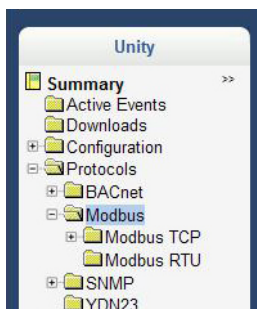 Unity
Summary >>
Active Events
Downloads
Configuration
Protocols
BACnet
Modbus
Modbus TCP
Modbus RTU
SNMP
YDN23